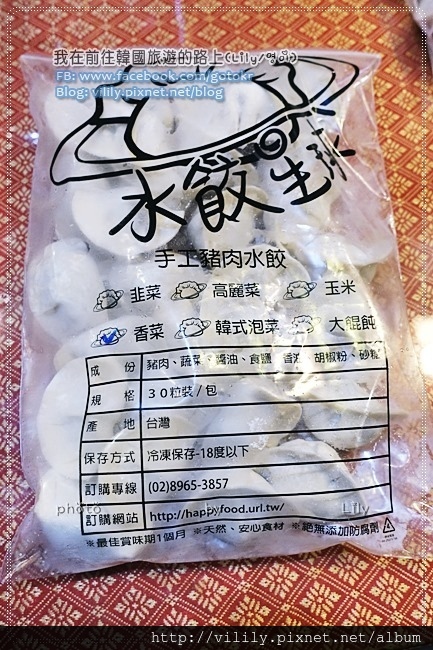 我在前往韓國旅遊的路上(Lily/영림)
FB: www.facebook.com/gotokr
Blog: vilily.pixnet.net/blog
水餃生球
手工豬肉水餃
韭菜 高麗菜 玉米
香菜 韓式泡菜 大餛飩
成份 豬肉、蔬菜、醬油、食鹽 香油、胡椒粉、砂糖
規格 30粒裝/包
產地 台灣
保存方式 冷凍保存-18度以下
訂購專線 (02)8965-3857
訂購網站 http://happyfood.url.tw/
photo by Lily
※最佳賞味期1個月 ※天然、安心食材 ※絕無添加防腐劑
http://vilily.pixnet.net/album